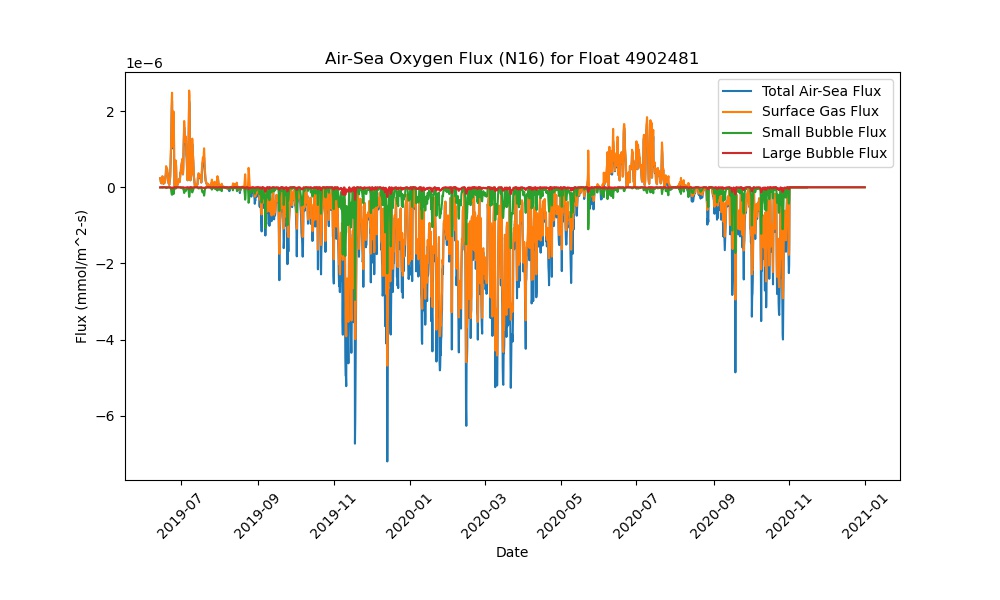 Air-Sea Oxygen Flux (N16) for Float 4902481
1e−6
Total Air-Sea Flux
Surface Gas Flux
Small Bubble Flux
Large Bubble Flux
2
0
−2
−4
−6
Flux (mmol/m^2-s)
2019-07
2019-09
2019-11
2020-01
2020-03
2020-05
2020-07
2020-09
2020-11
2021-01
Date